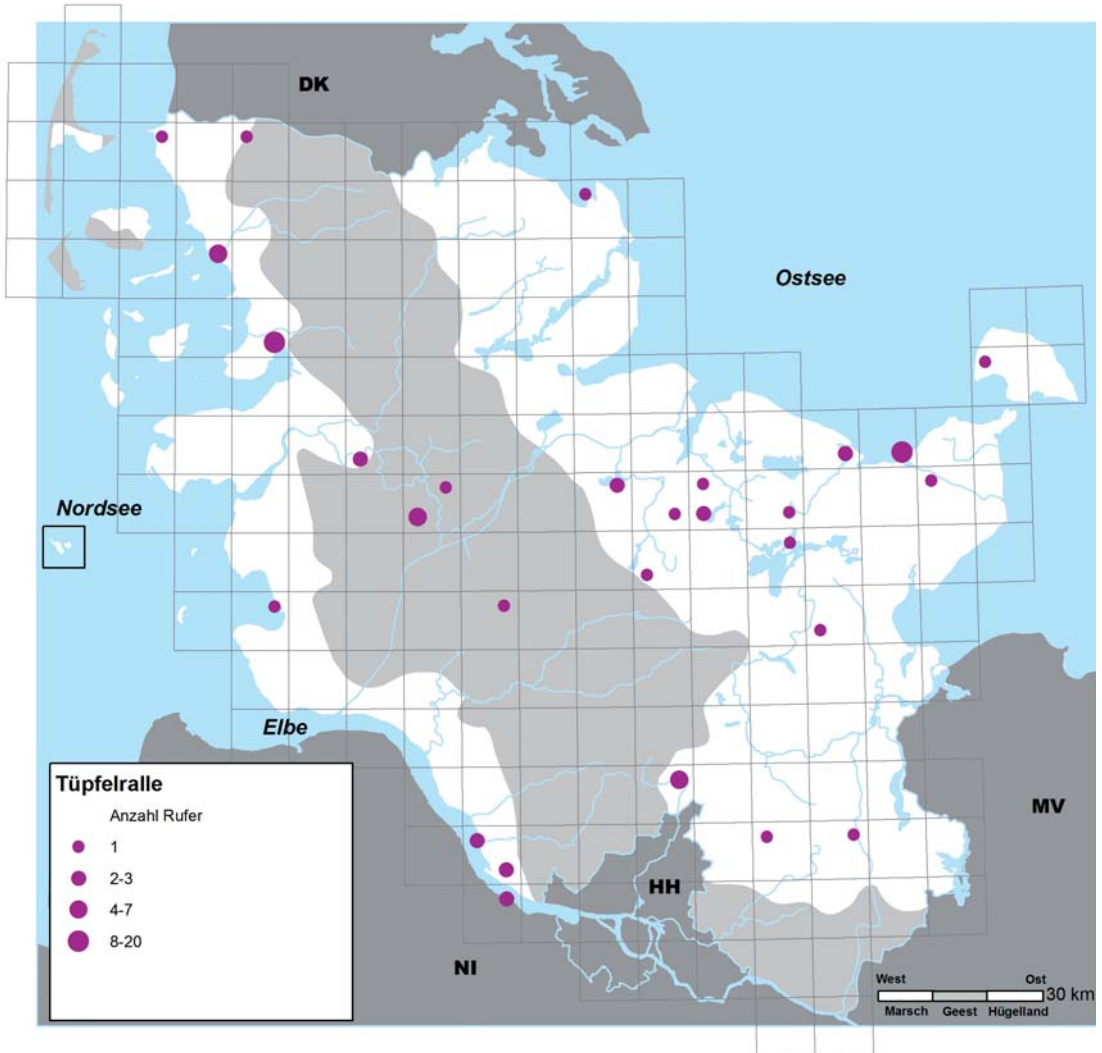 DK
Ostsee
Nordsee
Elbe
Tüpfelralle
Anzahl Rufer
1
2-3
4-7
8-20
MV
HH
NI
West Ost
30 km
Marsch Geest Hügelland